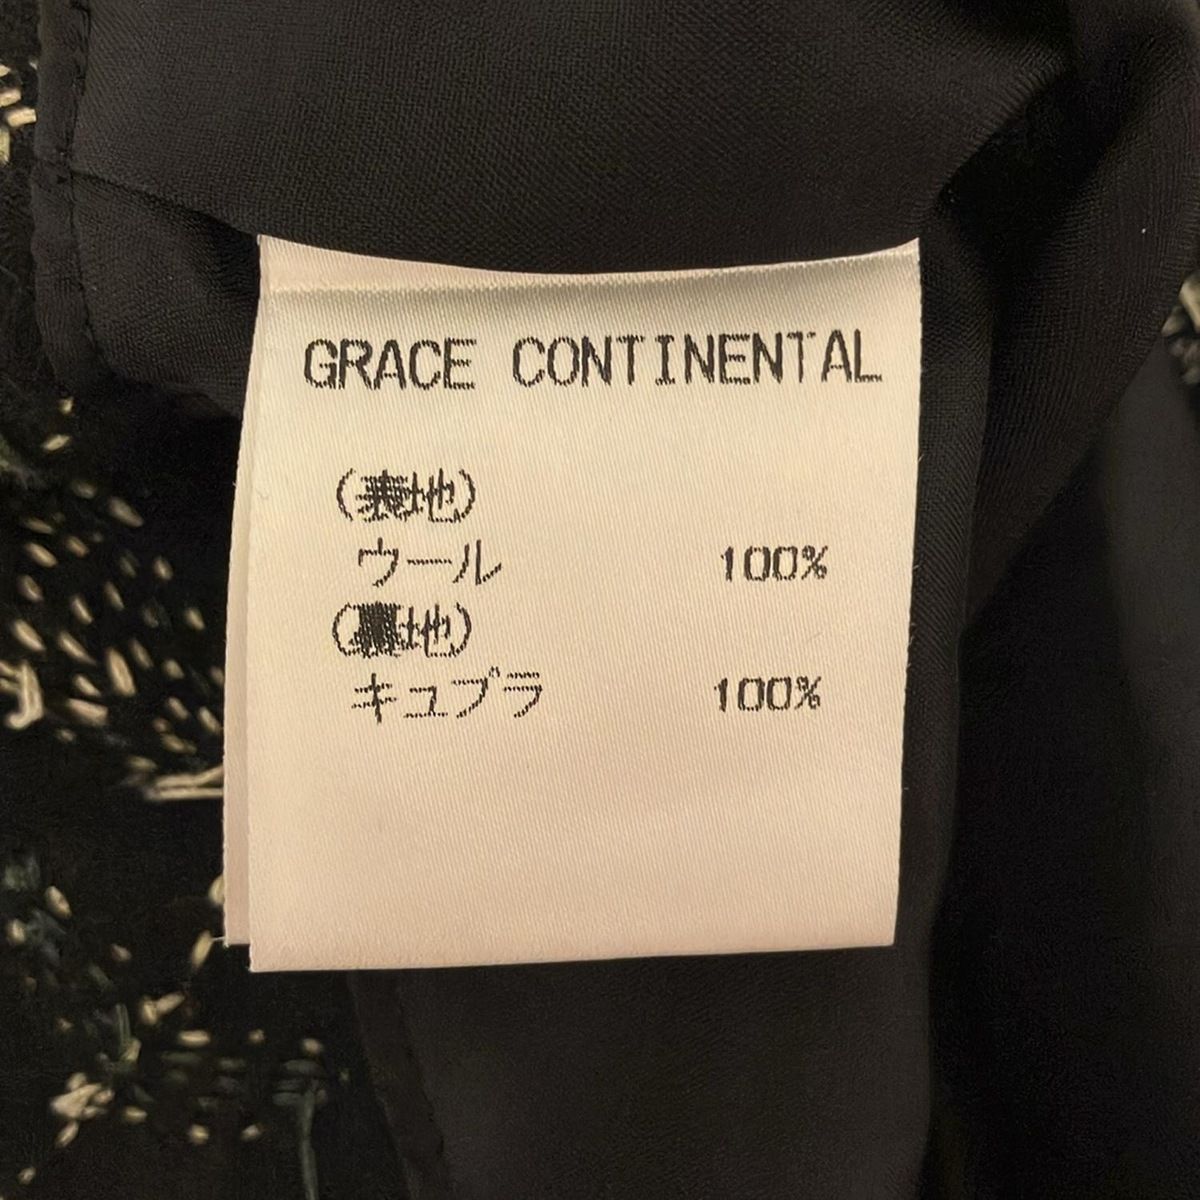 GRACE CONTINENTAL
(表地)
ウール 100%
(裏地)
キュプラ 100%